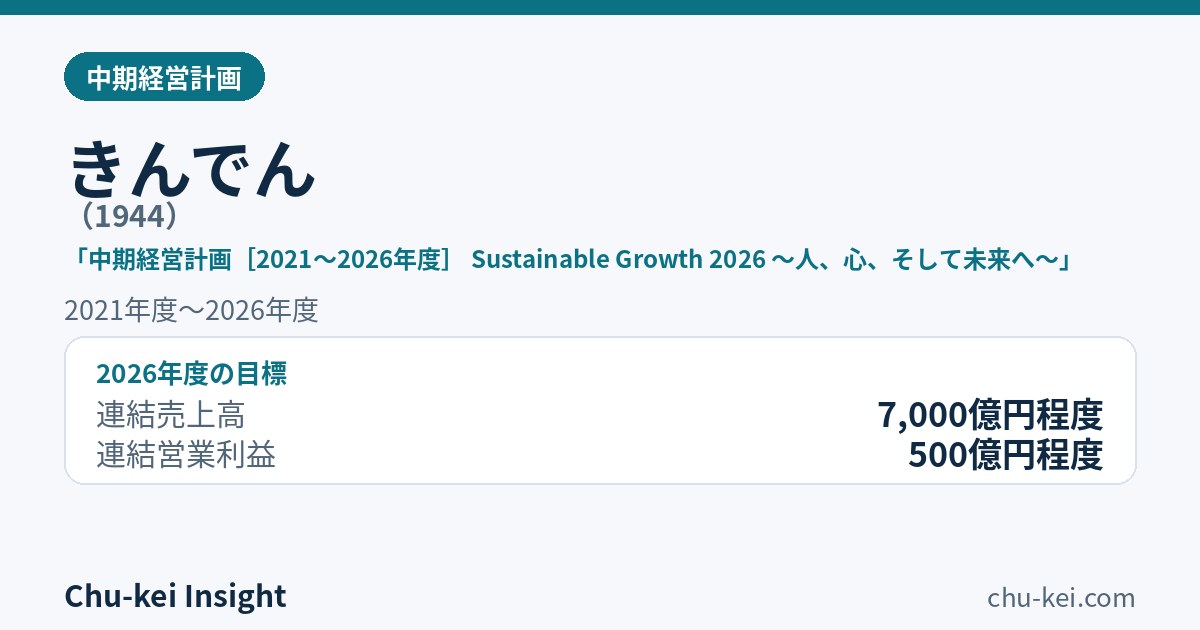 中期経営計画
きんでん
（1944）
「中期経営計画［2021～2026年度］ Sustainable Growth 2026 ～人、心、そして未来へ～」
2021年度～2026年度
2026年度の目標
連結売上高 7,000億円程度
連結営業利益 500億円程度
Chu-kei Insight chu-kei.com